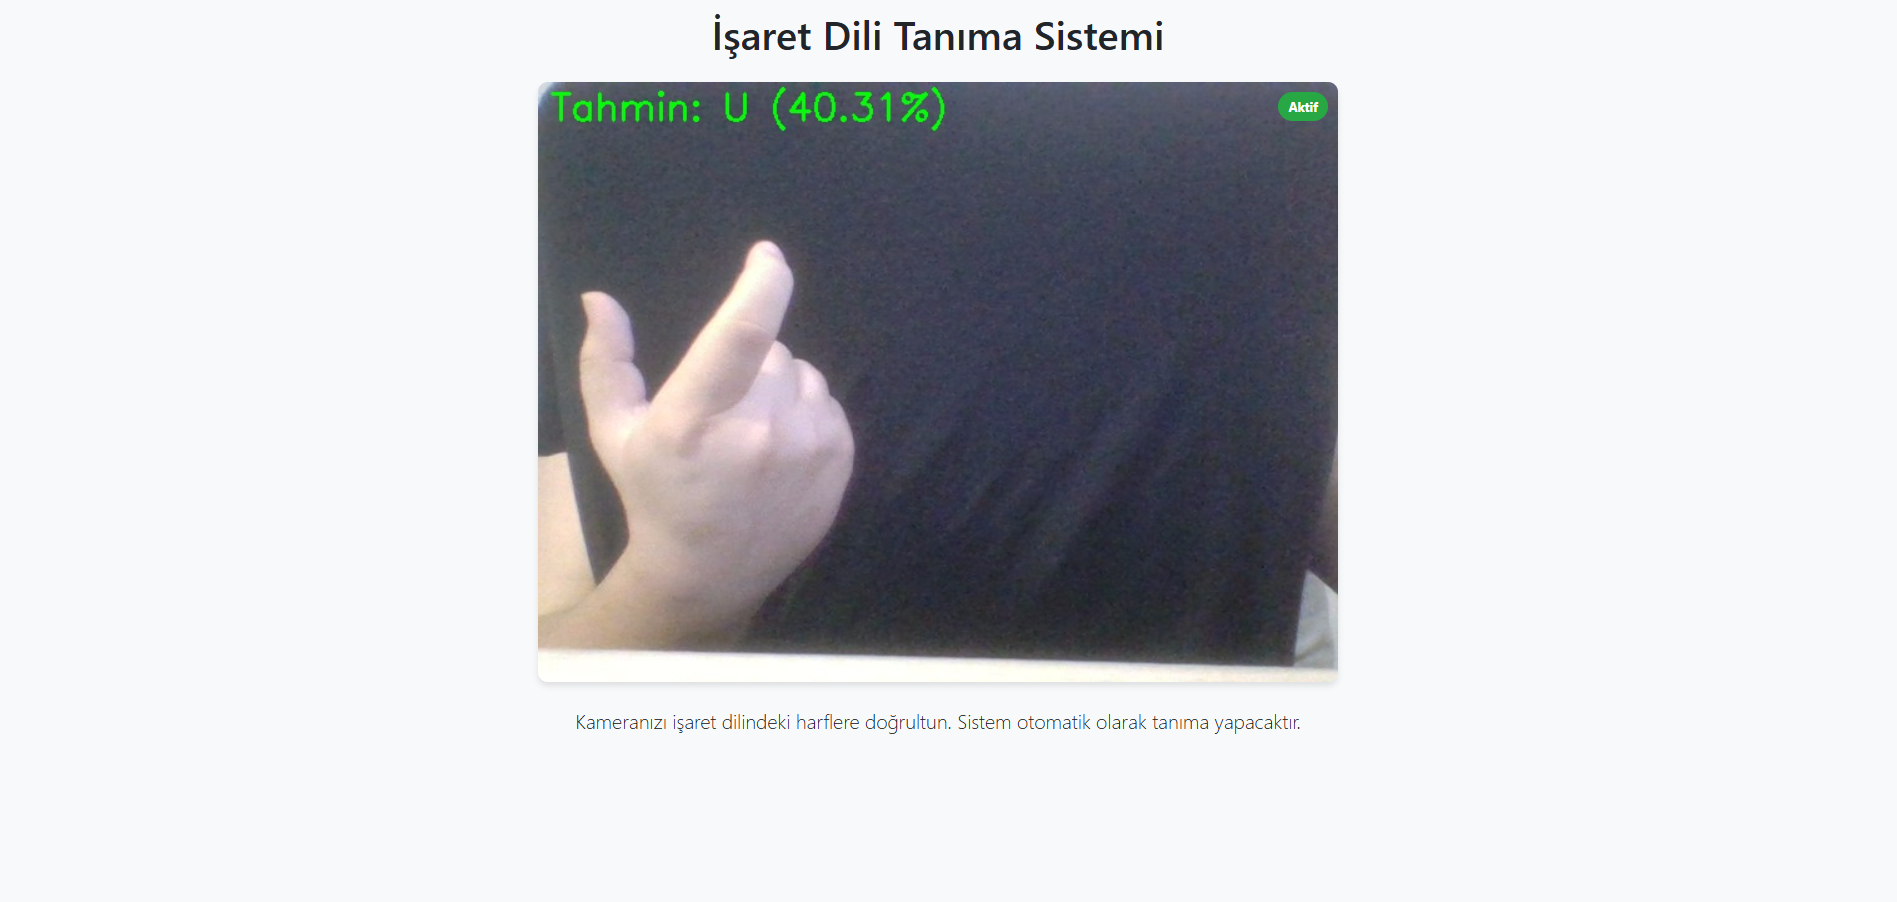 İşaret Dili Tanıma Sistemi
Tahmin: U (40.31%)
Aktif
Kameranızı işaret dilindeki harflere doğrultun. Sistem otomatik olarak tanıma yapacaktır.